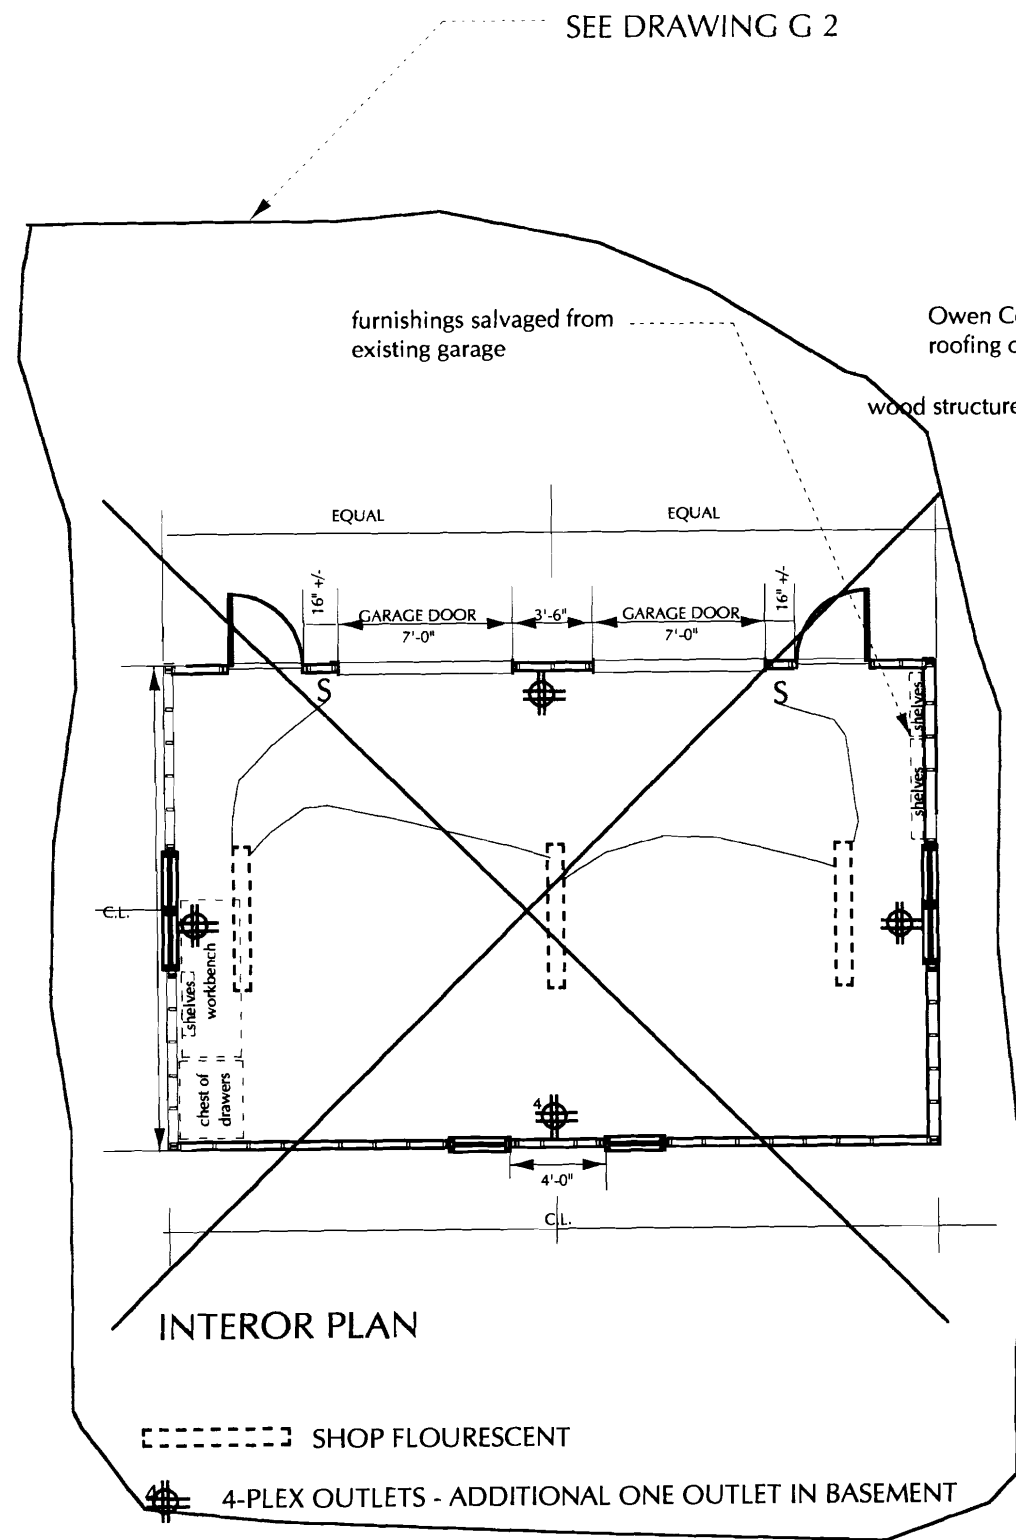 SEE DRAWING G 2
furnishings salvaged from
existing garage
Owen
roofing
wood structure
EQUAL
EQUAL
16" +/-
GARAGE DOOR
7'-0"
3'-6"
GARAGE DOOR
7'-0"
16" +/-
S
S
shelves
shelves
C.L.
shelves
workbench
chest of
drawers
4
4'-0"
C.L.
INTEROR PLAN
SHOP FLOURESCENT
4
4-PLEX OUTLETS - ADDITIONAL ONE OUTLET IN BASEMENT